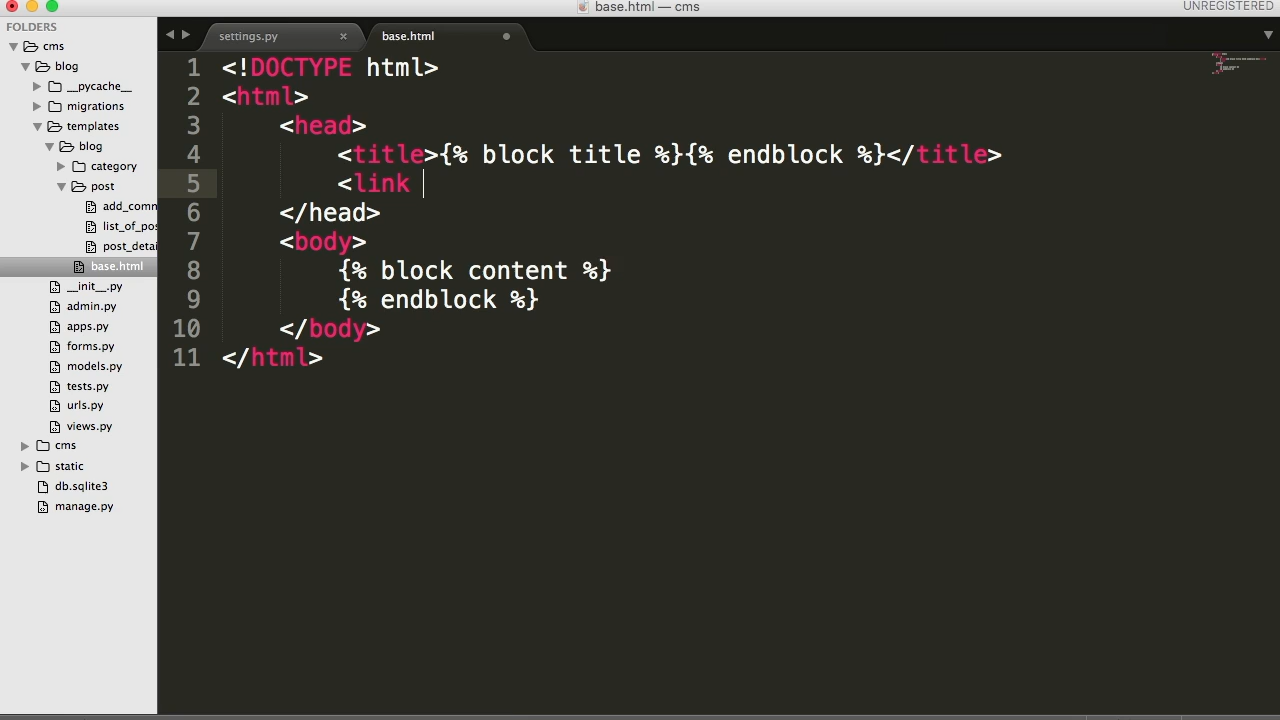 base.html — cms
UNREGISTERED
FOLDERS
cms
blog
__pycache__
migrations
templates
blog
category
post
add_comm
list_of_pos
post_detai
base.html
__init__.py
admin.py
apps.py
forms.py
models.py
tests.py
urls.py
views.py
cms
static
db.sqlite3
manage.py
settings.py ×
base.html
1 <!DOCTYPE html>
2 <html>
3 <head>
4 <title>{% block title %}{% endblock %}</title>
5 <link
6 </head>
7 <body>
8 {% block content %}
9 {% endblock %}
10 </body>
11 </html>